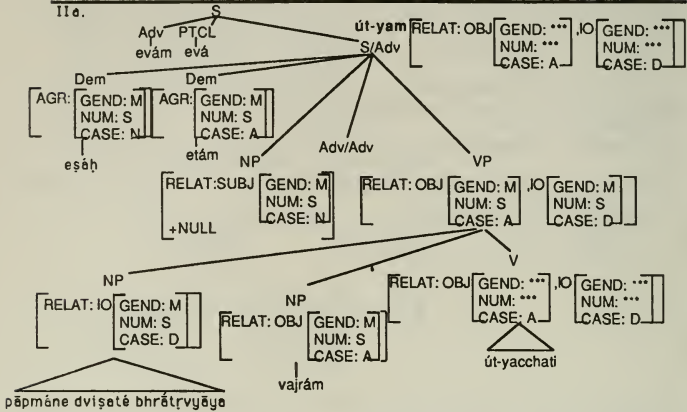 IIa.
S
Adv PTCL
evám evá
S/Adv
út-yam [RELAT: OBJ [GEND: *** NUM: *** CASE: A] ,IO [GEND: *** NUM: *** CASE: D]]
Dem Dem
[AGR: [GEND: M NUM: S CASE: N]] [AGR: [GEND: M NUM: S CASE: A]]
eṣáḥ etám
NP Adv/Adv VP
[RELAT:SUBJ [GEND: M NUM: S CASE: N] +NULL] [RELAT: OBJ [GEND: M NUM: S CASE: A] ,IO [GEND: M NUM: S CASE: D]]
NP NP V
[RELAT: IO [GEND: M NUM: S CASE: D]] [RELAT: OBJ [GEND: M NUM: S CASE: A]] [RELAT: OBJ [GEND: *** NUM: *** CASE: A] ,IO [GEND: *** NUM: *** CASE: D]]
vajrám út-yacchati
pāpmáne dviṣaté bhrā́tṛvyāya